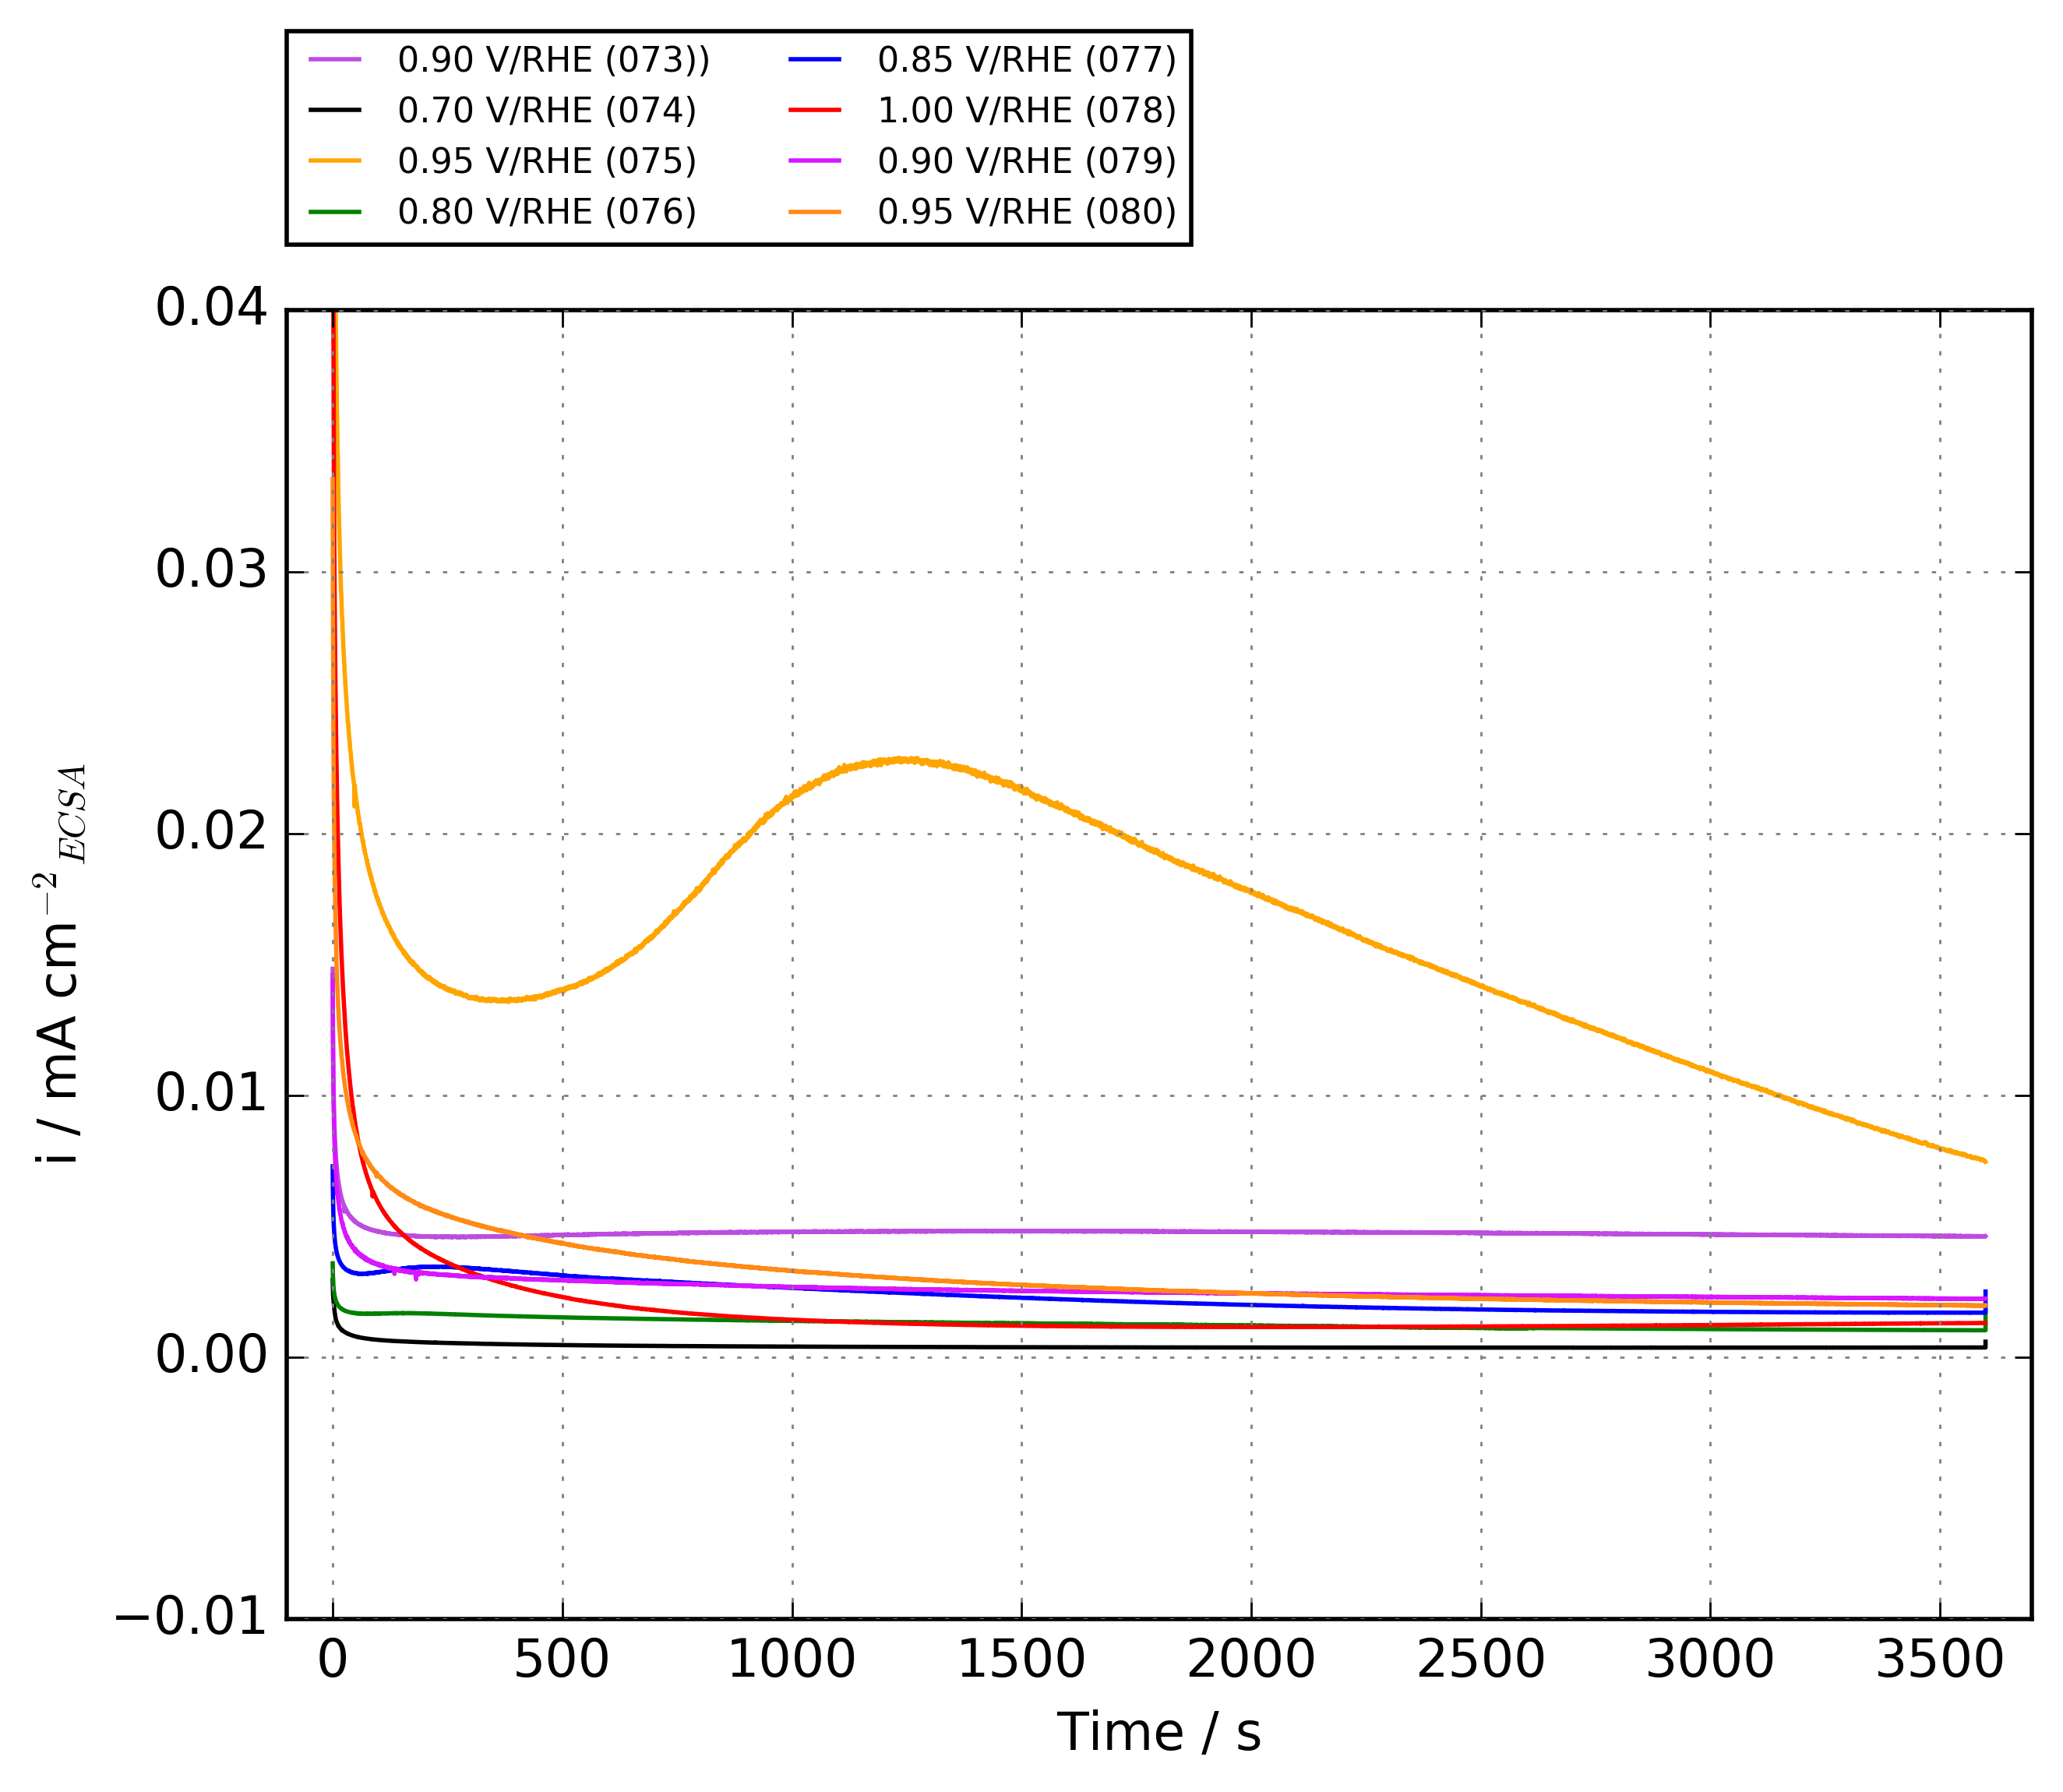 0.90 V/RHE (073))
0.70 V/RHE (074)
0.95 V/RHE (075)
0.80 V/RHE (076)
0.85 V/RHE (077)
1.00 V/RHE (078)
0.90 V/RHE (079)
0.95 V/RHE (080)
i / mA cm⁻²ECSA
0.04
0.03
0.02
0.01
0.00
−0.01
0 500 1000 1500 2000 2500 3000 3500
Time / s